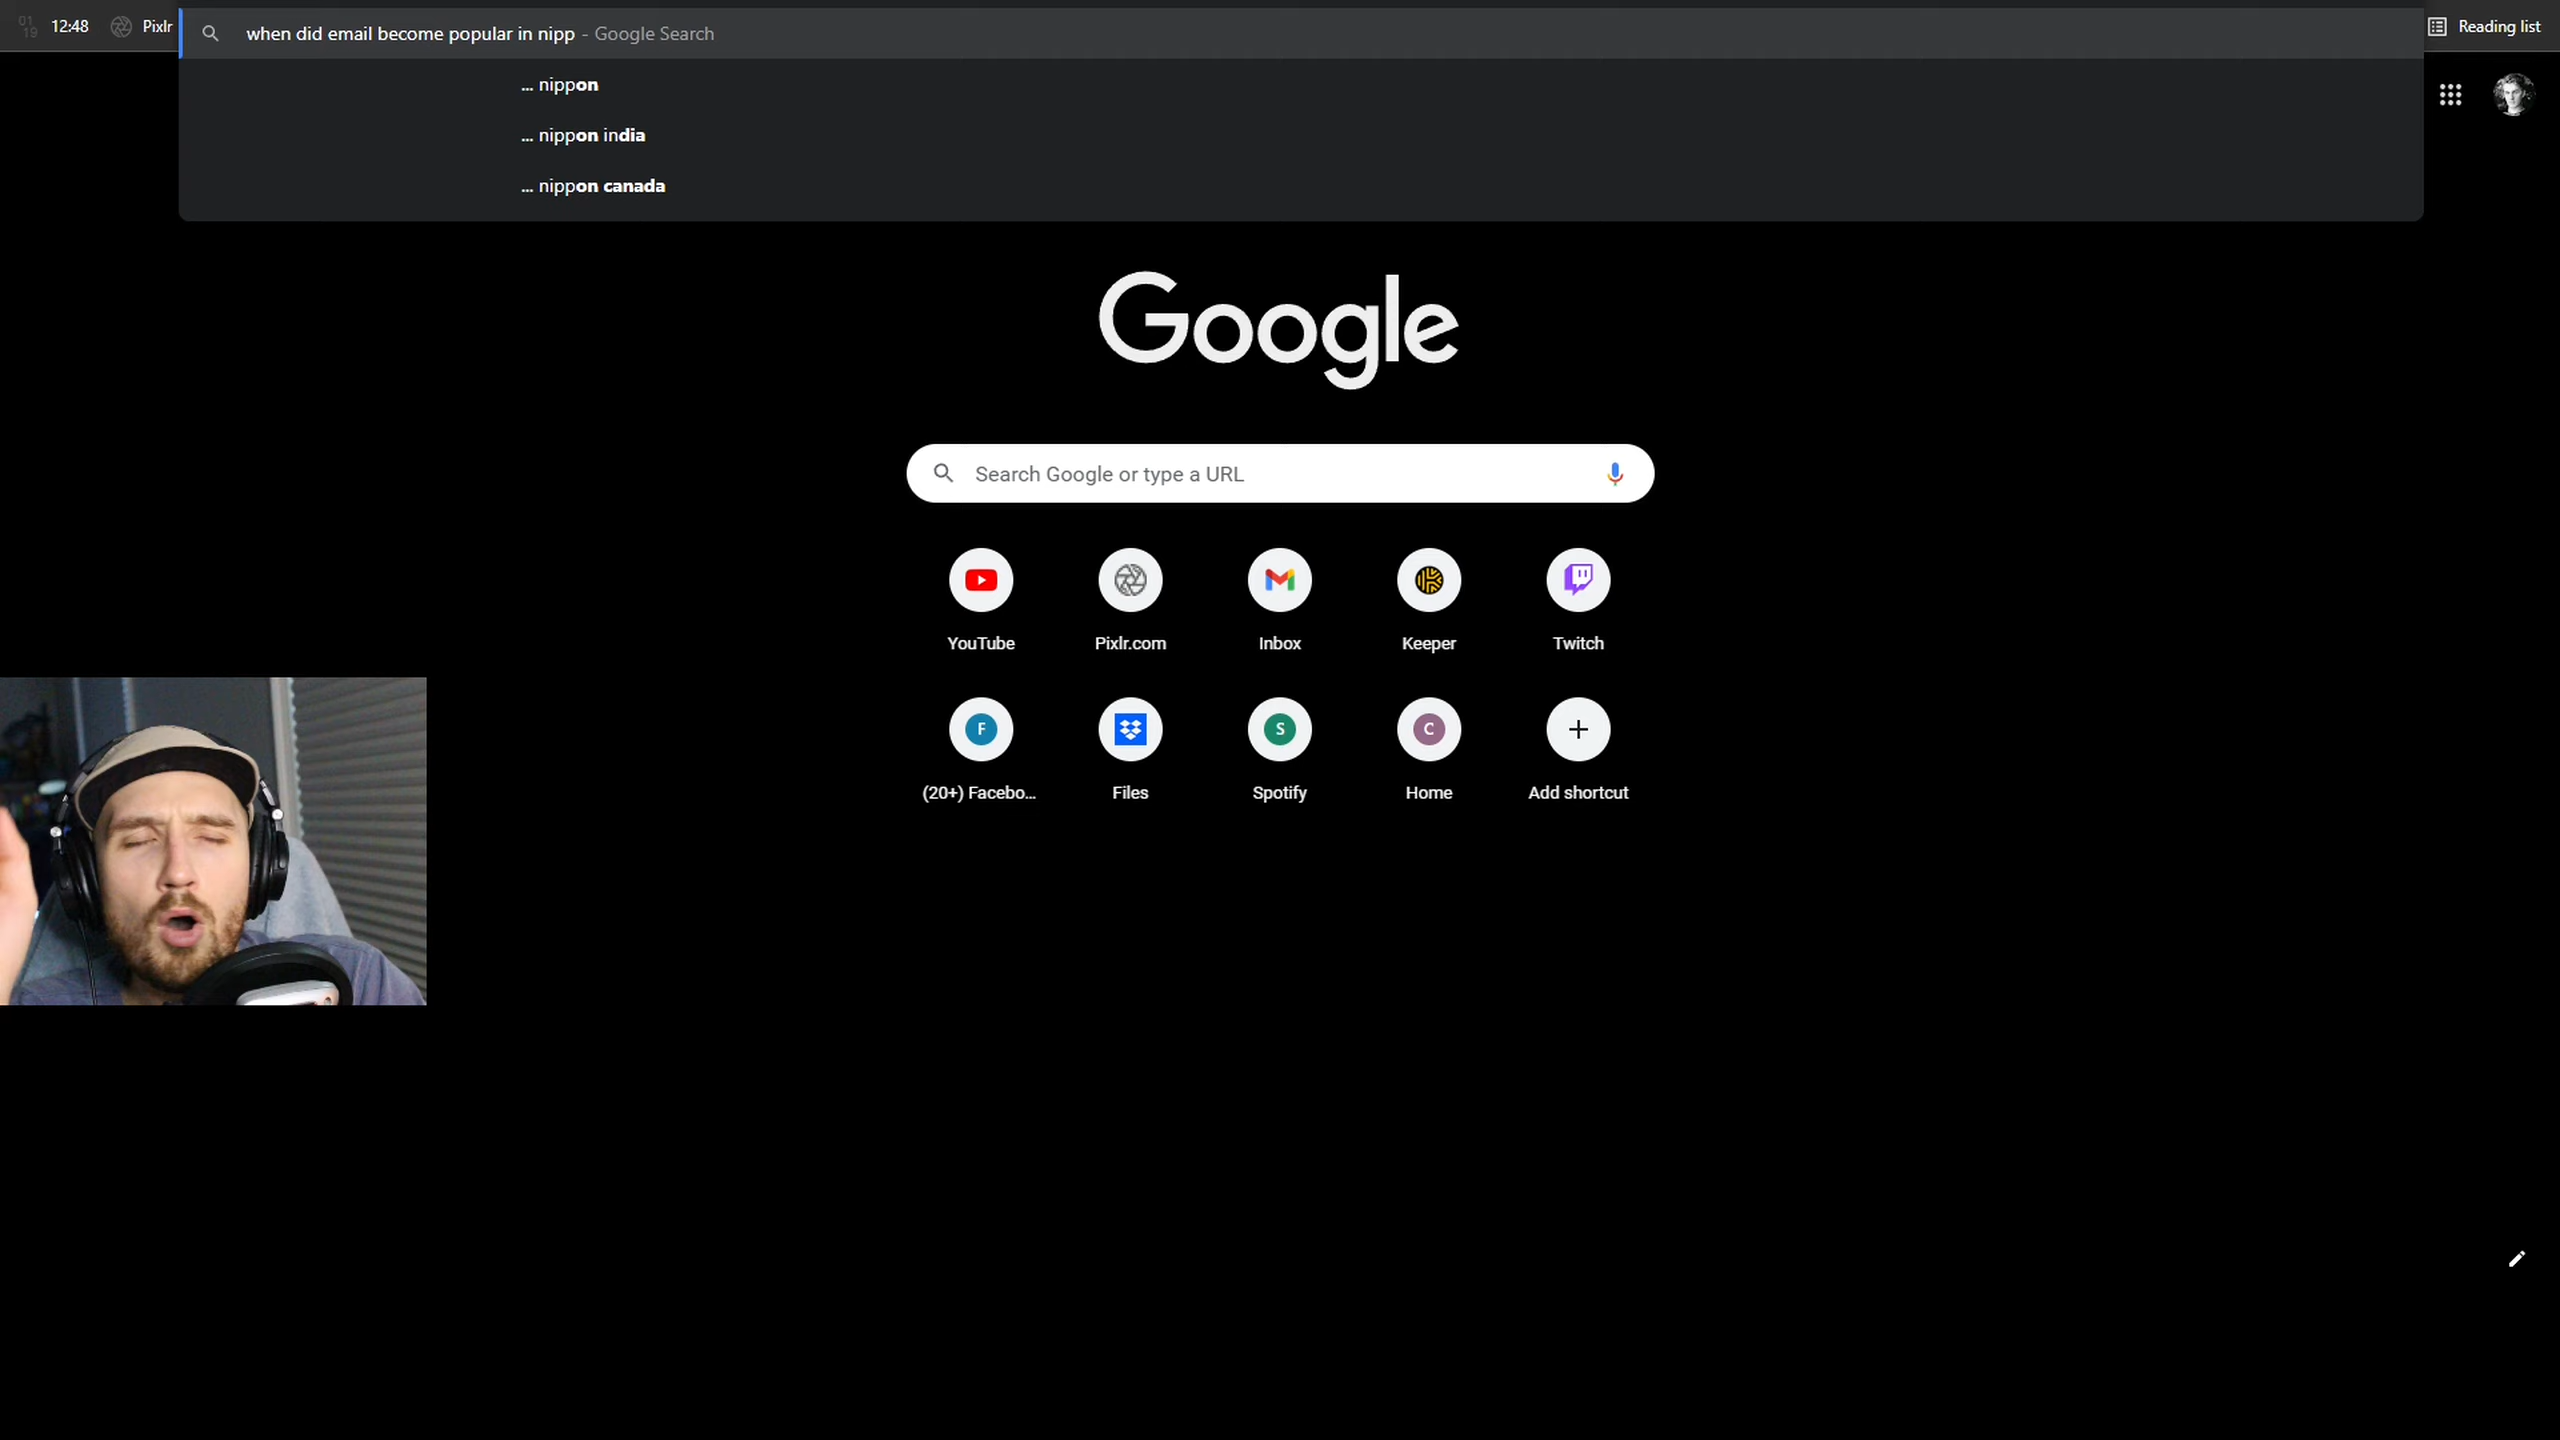 01
19
12:48
Pixlr
when did email become popular in nipp - Google Search
Reading list
... nippon
... nippon india
... nippon canada
Google
Search Google or type a URL
YouTube
Pixlr.com
Inbox
Keeper
Twitch
F
S
C
(20+) Facebo...
Files
Spotify
Home
Add shortcut